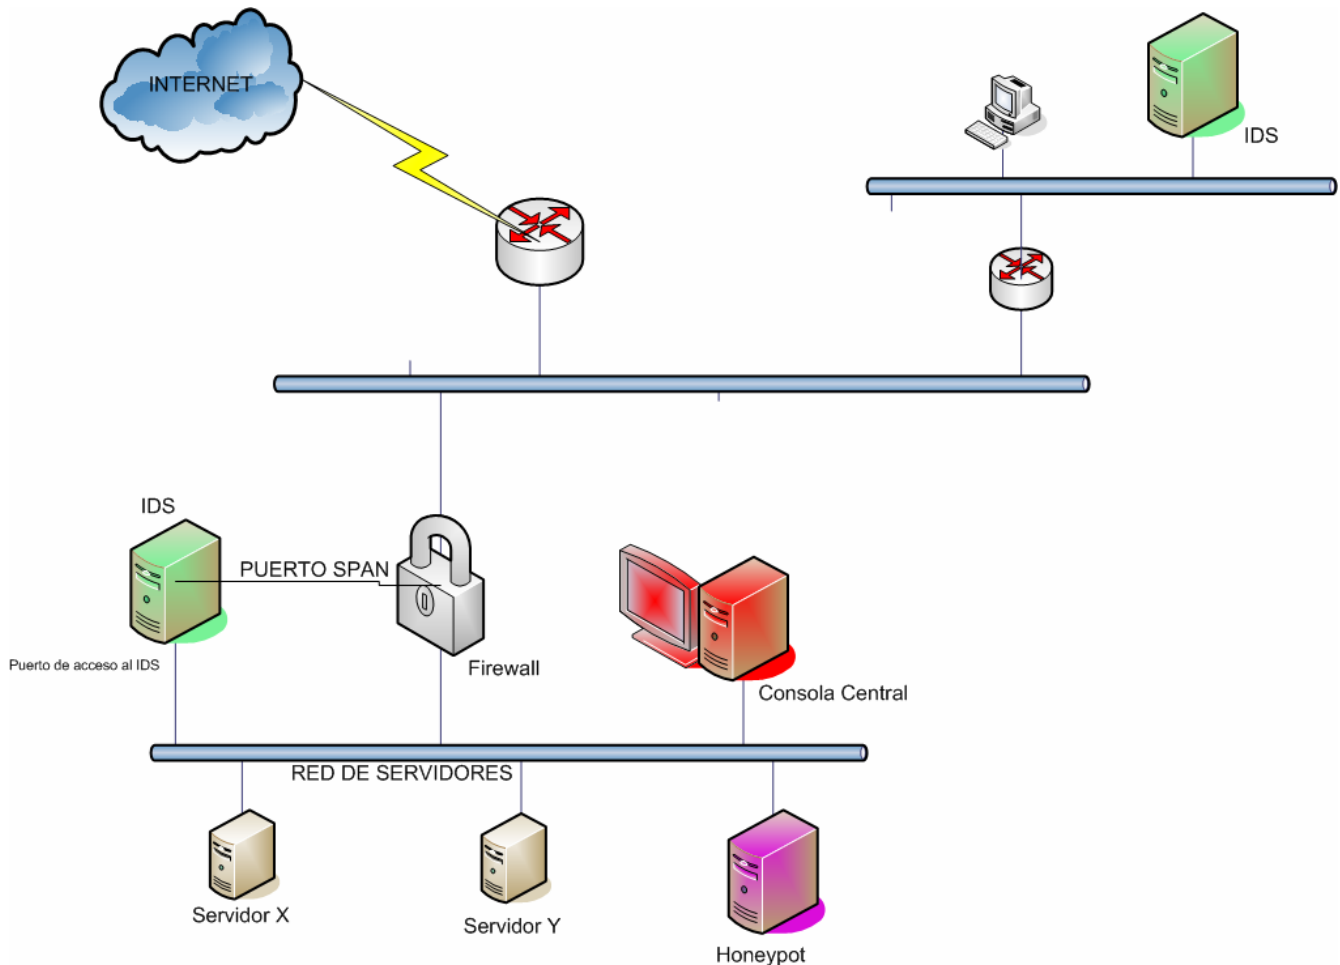 INTERNET
IDS
IDS
PUERTO SPAN
Puerto de acceso al IDS
Firewall
Consola Central
RED DE SERVIDORES
Servidor X
Servidor Y
Honeypot